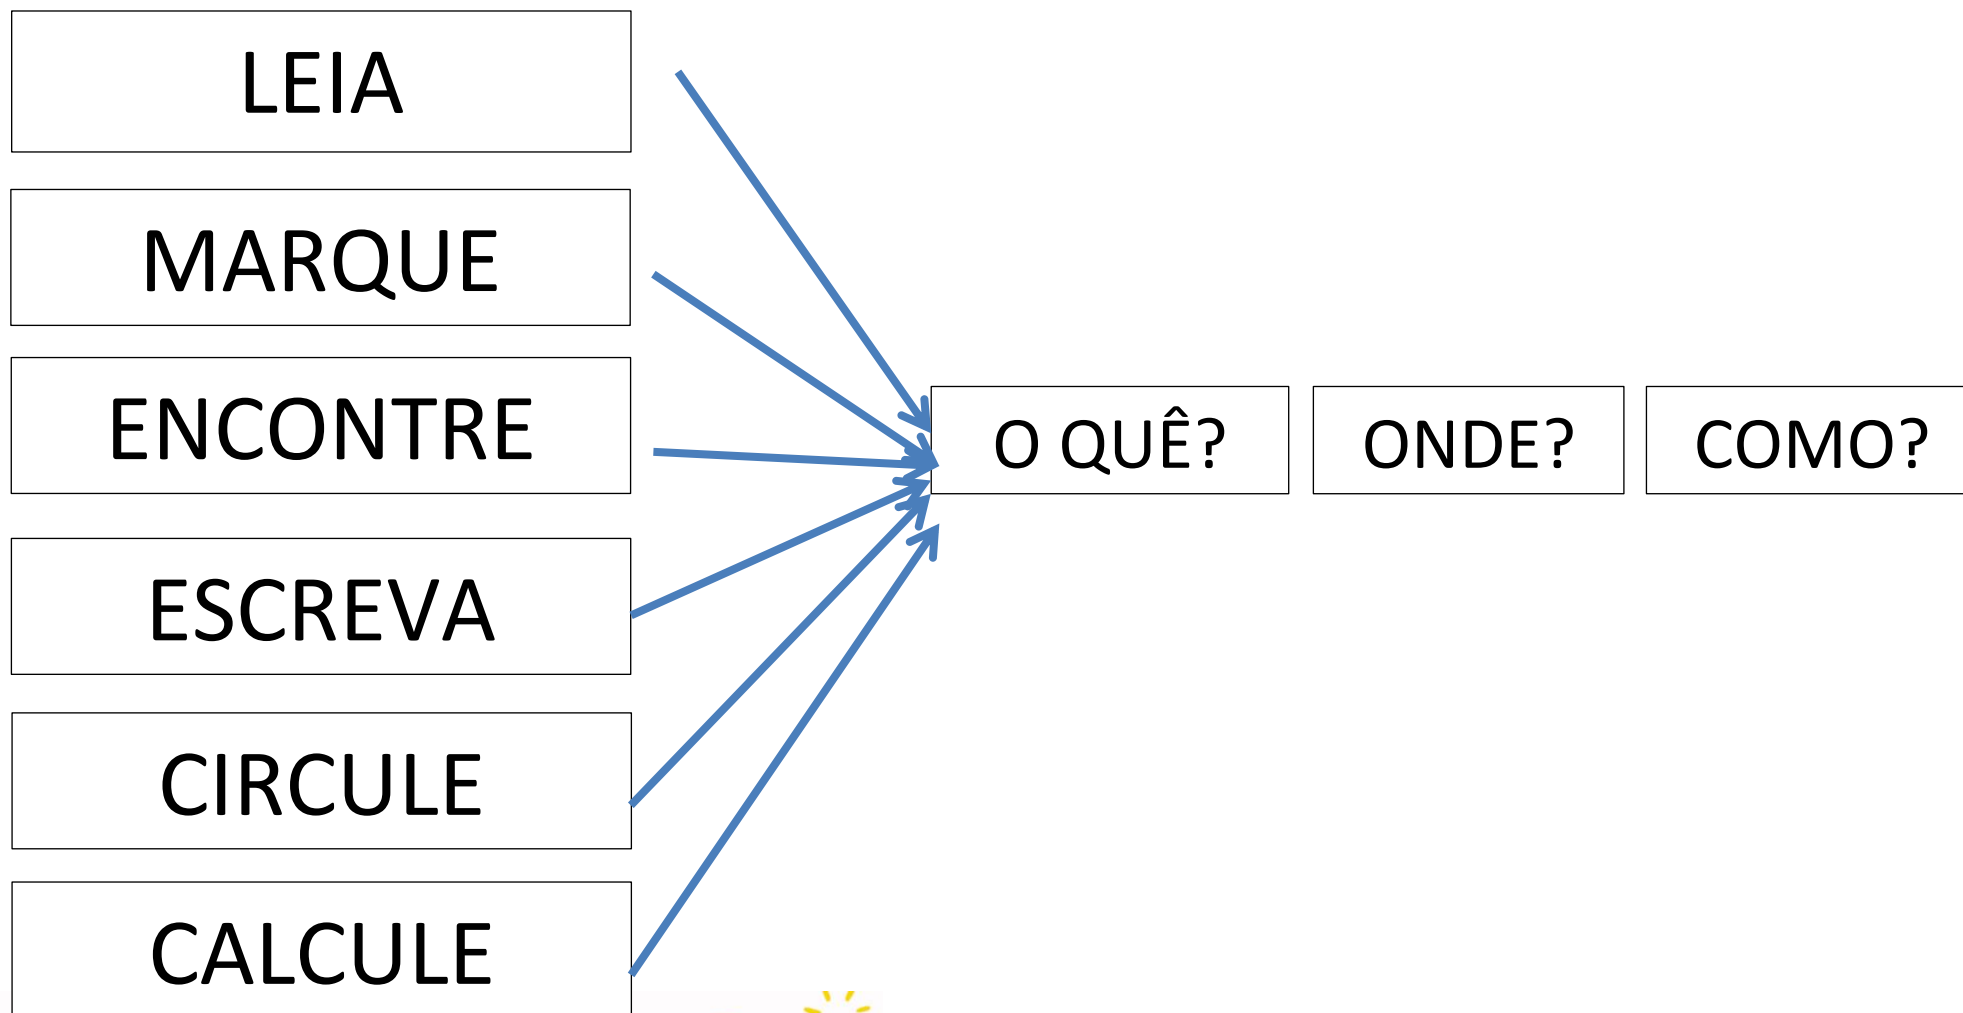 LEIA
MARQUE
ENCONTRE
O QUÊ? ONDE? COMO?
ESCREVA
CIRCULE
CALCULE